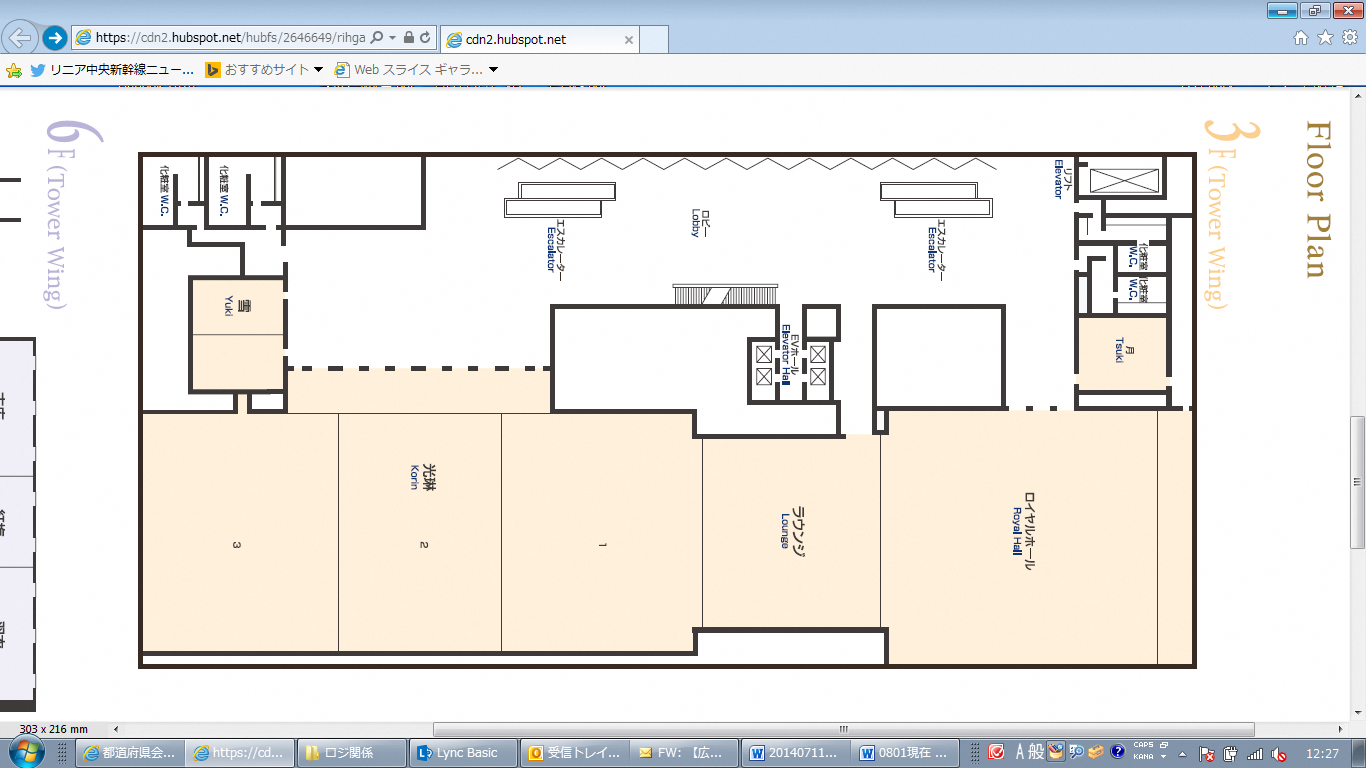 https://cdn2.hubspot.net/hubfs/2646649/rihga
cdn2.hubspot.net
リニア中央新幹線ニュー...
おすすめサイト
Web スライス ギャラ...
Floor Plan
3F (Tower Wing)
6F (Tower Wing)
化粧室 W.C.
化粧室 W.C.
エスカレーター
Escalator
ロビー
Lobby
エスカレーター
Escalator
リフト
Elevator
化粧室
W.C.
化粧室
W.C.
雪
Yuki
EVホール
Elevator Hall
月
Tsuki
光琳
Korin
3
2
1
ラウンジ
Lounge
ロイヤルホール
Royal Hall
303 x 216 mm
都道府県会...
https://cd...
ロジ関係
Lync Basic
受信トレイ...
FW: 【広...
20140711...
0801現在 ...
A 般
CAPS
KANA
12:27